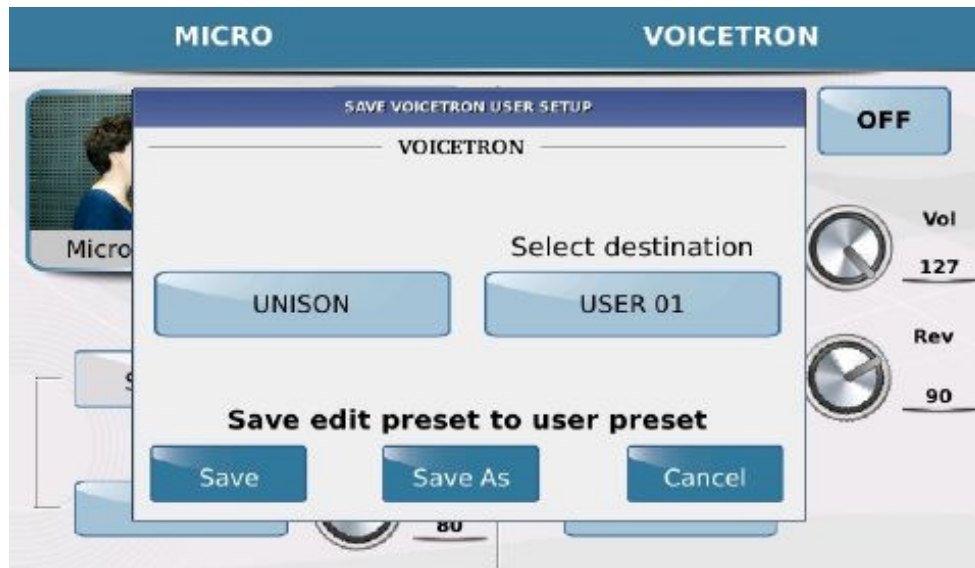 MICRO VOICETRON
SAVE VOICETRON USER SETUP
OFF
VOICETRON
Micro
Select destination
Vol
127
UNISON
USER 01
Rev
90
Save edit preset to user preset
Save
Save As
Cancel
80